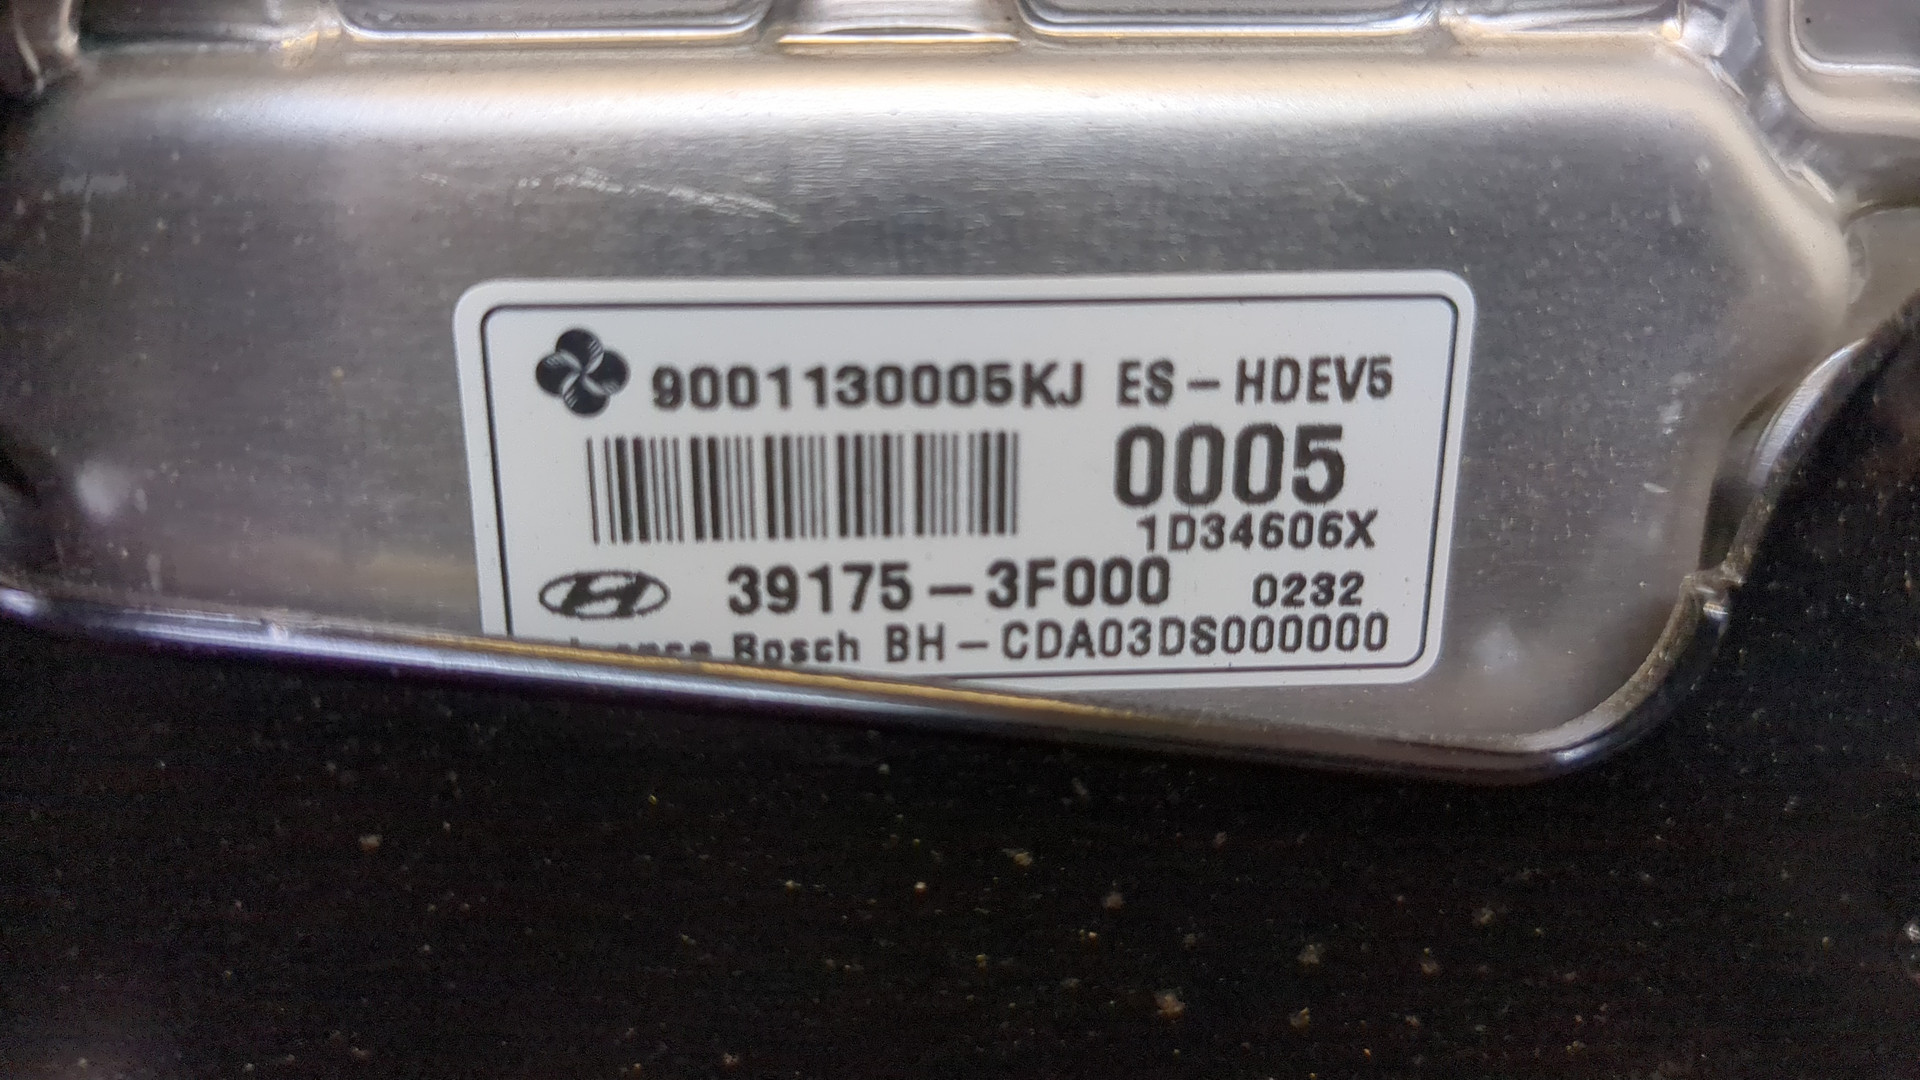 9001130005KJ ES-HDEV5
0005
1D34606X
39175-3F000 0232
Bosch BH-CDA03DS000000